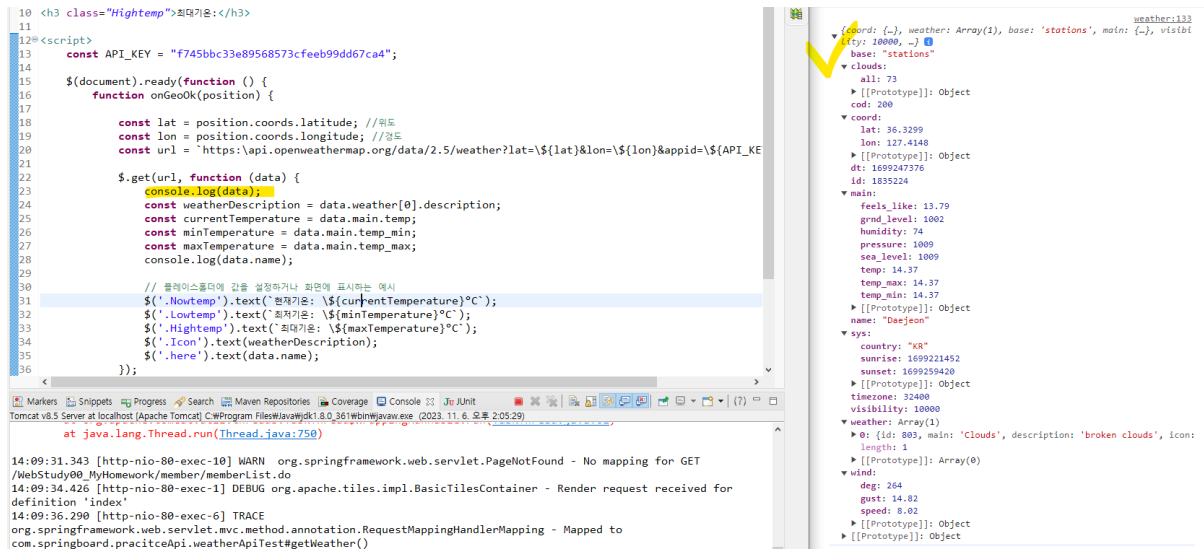 10 <h3 class="Hightemp">최대기온:</h3>
11
12 <script>
13 const API_KEY = "f745bbc33e89568573cfeeb99dd67ca4";
14
15 $(document).ready(function () {
16 function onGeoOk(position) {
17
18 const lat = position.coords.latitude; //위도
19 const lon = position.coords.longitude; //경도
20 const url = `https:\api.openweathermap.org/data/2.5/weather?lat=\${lat}&lon=\${lon}&appid=\${API_KE
21
22 $.get(url, function (data) {
23 console.log(data);
24 const weatherDescription = data.weather[0].description;
25 const currentTemperature = data.main.temp;
26 const minTemperature = data.main.temp_min;
27 const maxTemperature = data.main.temp_max;
28 console.log(data.name);
29
30 // 플레이스홀더에 값을 설정하거나 화면에 표시하는 예시
31 $('.Nowtemp').text(`현재기온: \${currentTemperature}°C`);
32 $('.Lowtemp').text(`최저기온: \${minTemperature}°C`);
33 $('.Hightemp').text(`최대기온: \${maxTemperature}°C`);
34 $('.Icon').text(weatherDescription);
35 $('.here').text(data.name);
36 });
Markers Snippets Progress Search Maven Repositories Coverage Console JUnit
Tomcat v8.5 Server at localhost [Apache Tomcat] C:\Program Files\Java\jdk1.8.0_361\bin\javaw.exe (2023. 11. 6. 오후 2:05:29)
at java.lang.Thread.run(Thread.java:750)
14:09:31.343 [http-nio-80-exec-10] WARN org.springframework.web.servlet.PageNotFound - No mapping for GET
/WebStudy00_MyHomework/member/memberList.do
14:09:34.426 [http-nio-80-exec-1] DEBUG org.apache.tiles.impl.BasicTilesContainer - Render request received for
definition 'index'
14:09:36.290 [http-nio-80-exec-6] TRACE
org.springframework.web.servlet.mvc.method.annotation.RequestMappingHandlerMapping - Mapped to
com.springboard.pracitceApi.weatherApiTest#getWeather()
weather:133
{coord: {…}, weather: Array(1), base: 'stations', main: {…}, visibi
lity: 10000, …}
base: "stations"
clouds:
all: 73
[[Prototype]]: Object
cod: 200
coord:
lat: 36.3299
lon: 127.4148
[[Prototype]]: Object
dt: 1699247376
id: 1835224
main:
feels_like: 13.79
grnd_level: 1002
humidity: 74
pressure: 1009
sea_level: 1009
temp: 14.37
temp_max: 14.37
temp_min: 14.37
[[Prototype]]: Object
name: "Daejeon"
sys:
country: "KR"
sunrise: 1699221452
sunset: 1699259420
[[Prototype]]: Object
timezone: 32400
visibility: 10000
weather: Array(1)
0: {id: 803, main: 'Clouds', description: 'broken clouds', icon:
length: 1
[[Prototype]]: Array(0)
wind:
deg: 264
gust: 14.82
speed: 8.02
[[Prototype]]: Object
[[Prototype]]: Object